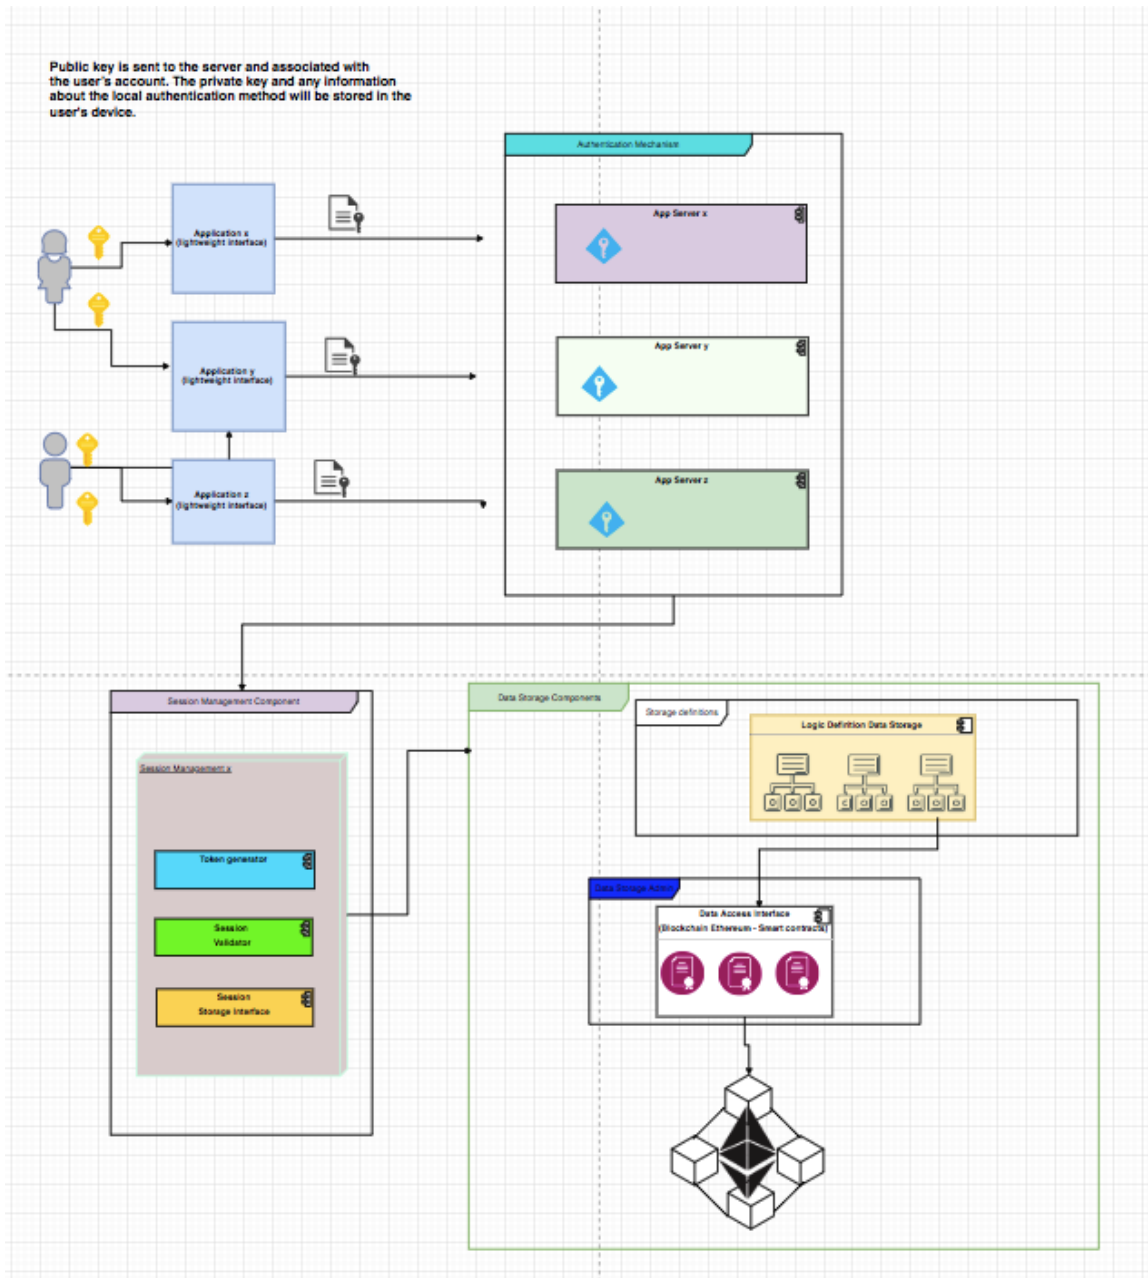 Public key is sent to the server and associated with
the user's account. The private key and any information
about the local authentication method will be stored in the
user's device.
Authentication Mechanism
App Server x
Application x
(lightweight interface)
App Server y
Application y
(lightweight interface)
App Server z
Application z
(lightweight interface)
Session Management Component
Data Storage Components
Storage definitions
Logic Definition Data Storage
Session Management x
Token generator
Data Storage Admin
Data Access Interface
(Blockchain Ethereum - Smart contracts)
Session
Validator
Session
Storage Interface